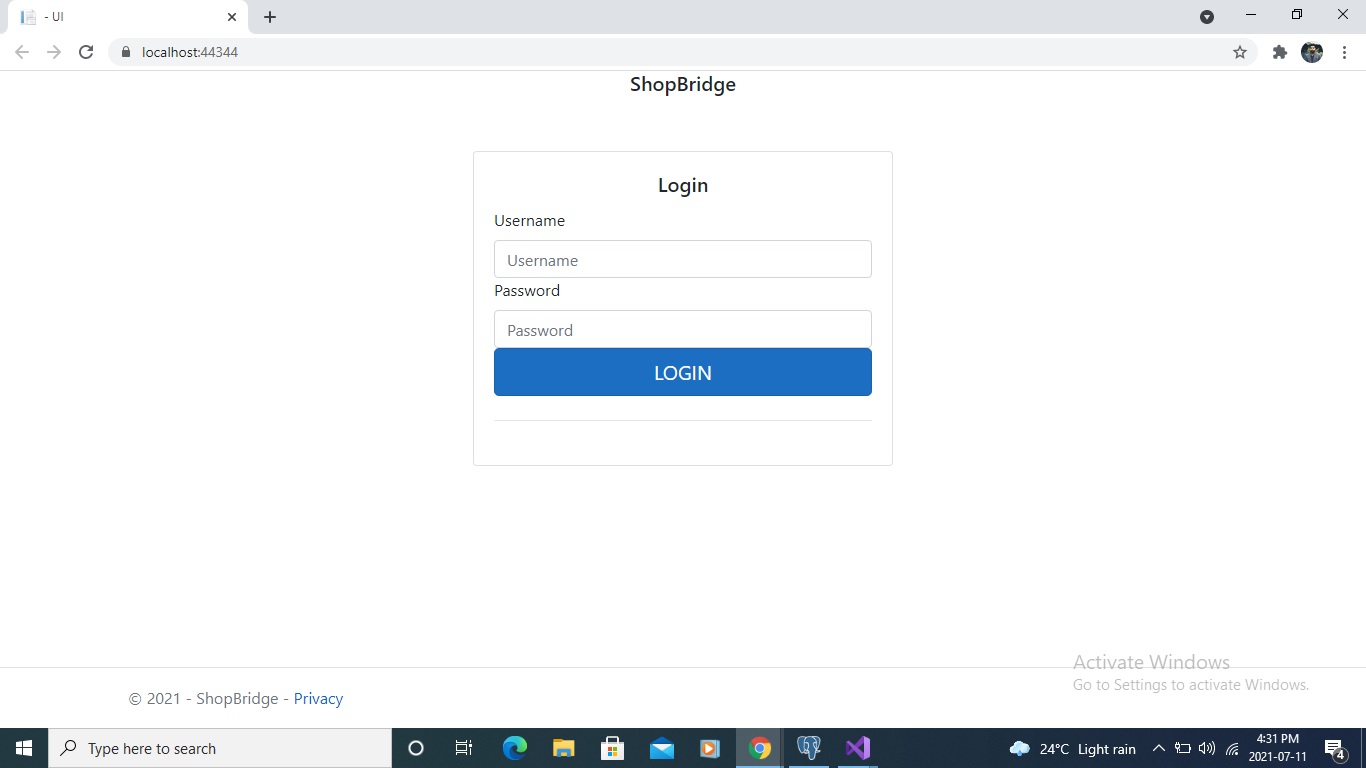 - UI
localhost:44344
ShopBridge
Login
Username
Username
Password
Password
LOGIN
Activate Windows
Go to Settings to activate Windows.
© 2021 - ShopBridge - Privacy
Type here to search
24°C Light rain
4:31 PM
2021-07-11
4